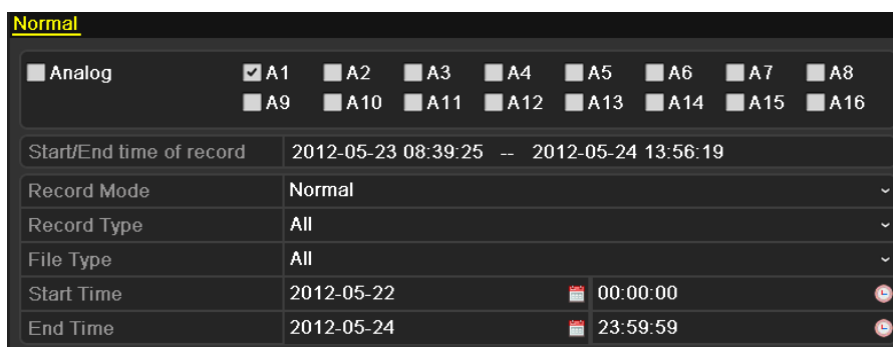 Normal
Analog A1 A2 A3 A4 A5 A6 A7 A8
A9 A10 A11 A12 A13 A14 A15 A16
Start/End time of record 2012-05-23 08:39:25 -- 2012-05-24 13:56:19
Record Mode Normal
Record Type All
File Type All
Start Time 2012-05-22 00:00:00
End Time 2012-05-24 23:59:59